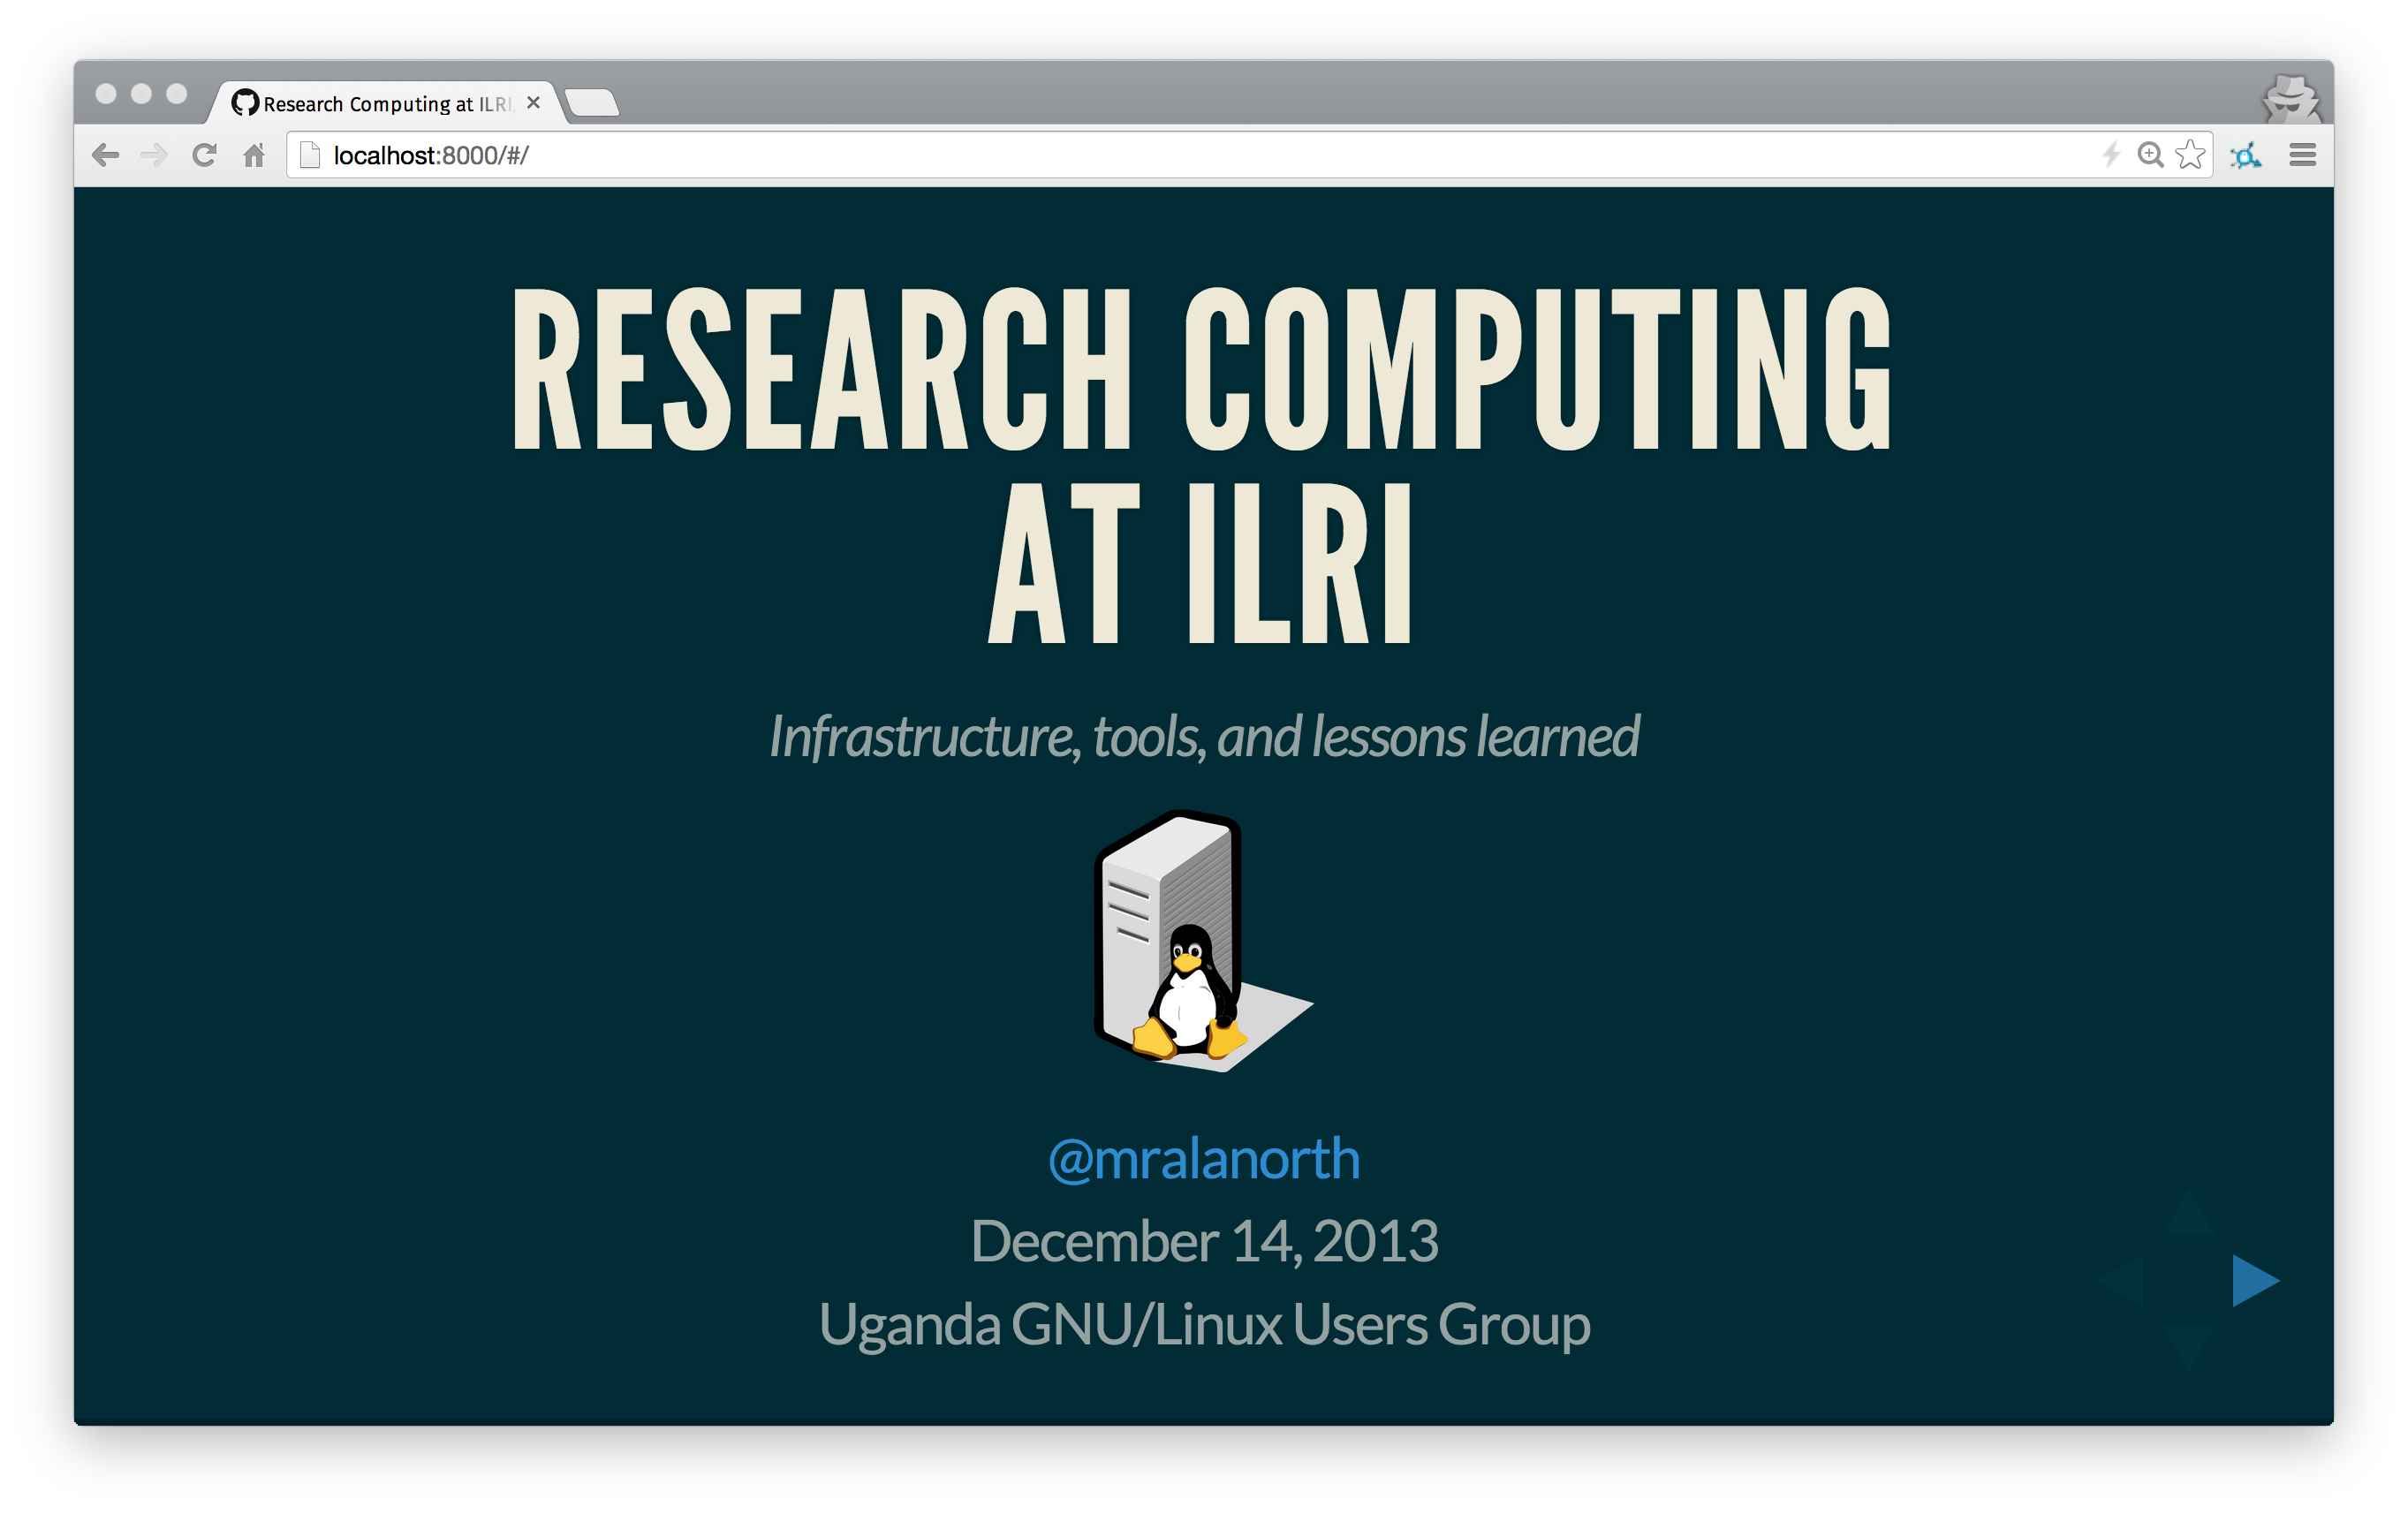 Research Computing at ILRI,
localhost:8000/#/
RESEARCH COMPUTING
AT ILRI
Infrastructure, tools, and lessons learned
@mralanorth
December 14, 2013
Uganda GNU/Linux Users Group